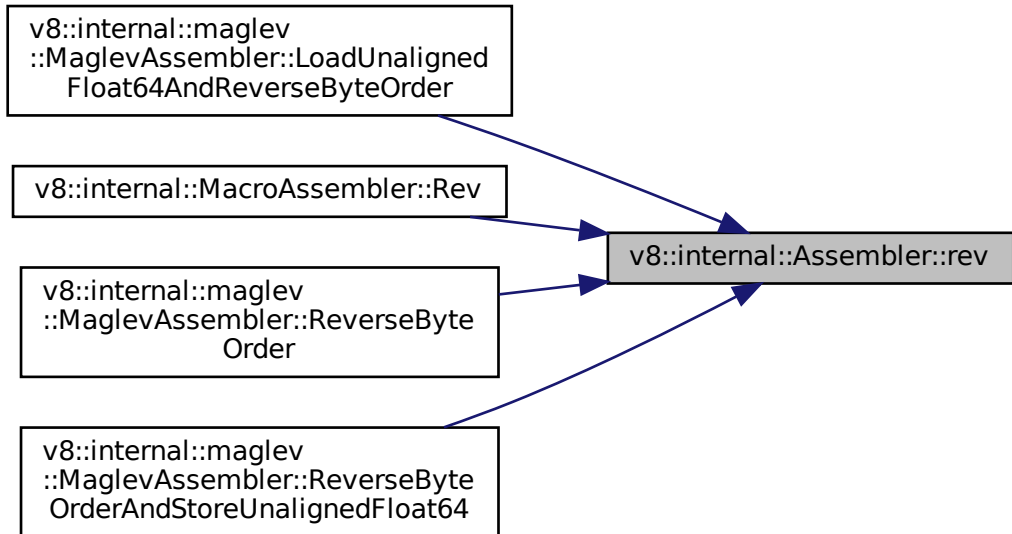 v8::internal::maglev
::MaglevAssembler::LoadUnaligned
Float64AndReverseByteOrder
v8::internal::MacroAssembler::Rev
v8::internal::Assembler::rev
v8::internal::maglev
::MaglevAssembler::ReverseByte
Order
v8::internal::maglev
::MaglevAssembler::ReverseByte
OrderAndStoreUnalignedFloat64